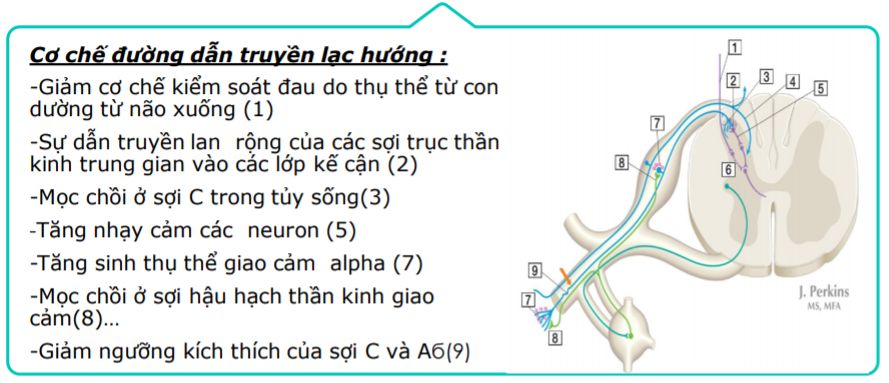 Cơ chế đường dẫn truyền lạc hướng :
-Giảm cơ chế kiểm soát đau do thụ thể từ con
dường từ não xuống (1)
-Sự dẫn truyền lan rộng của các sợi trục thần
kinh trung gian vào các lớp kế cận (2)
-Mọc chồi ở sợi C trong tủy sống(3)
-Tăng nhạy cảm các neuron (5)
-Tăng sinh thụ thể giao cảm alpha (7)
-Mọc chồi ở sợi hậu hạch thần kinh giao
cảm(8)...
-Giảm ngưỡng kích thích của sợi C và Aб(9)
1
2
3
4
5
7
8
6
9
7
8
J. Perkins
MS, MFA